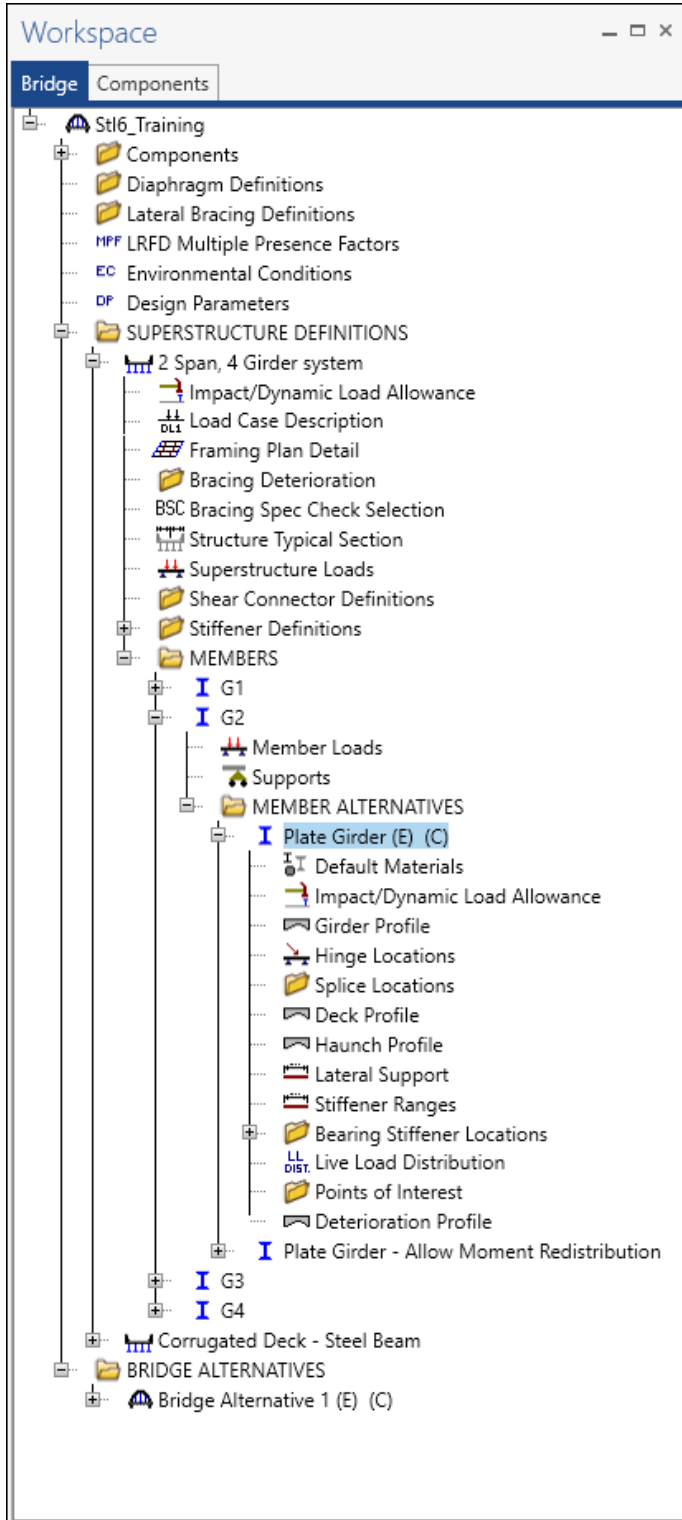 Workspace
Bridge Components
Stl6_Training
Components
Diaphragm Definitions
Lateral Bracing Definitions
MPF LRFD Multiple Presence Factors
EC Environmental Conditions
DP Design Parameters
SUPERSTRUCTURE DEFINITIONS
2 Span, 4 Girder system
Impact/Dynamic Load Allowance
DL1 Load Case Description
Framing Plan Detail
Bracing Deterioration
BSC Bracing Spec Check Selection
Structure Typical Section
Superstructure Loads
Shear Connector Definitions
Stiffener Definitions
MEMBERS
G1
G2
Member Loads
Supports
MEMBER ALTERNATIVES
Plate Girder (E) (C)
Default Materials
Impact/Dynamic Load Allowance
Girder Profile
Hinge Locations
Splice Locations
Deck Profile
Haunch Profile
Lateral Support
Stiffener Ranges
Bearing Stiffener Locations
LL DIST. Live Load Distribution
Points of Interest
Deterioration Profile
Plate Girder - Allow Moment Redistribution
G3
G4
Corrugated Deck - Steel Beam
BRIDGE ALTERNATIVES
Bridge Alternative 1 (E) (C)